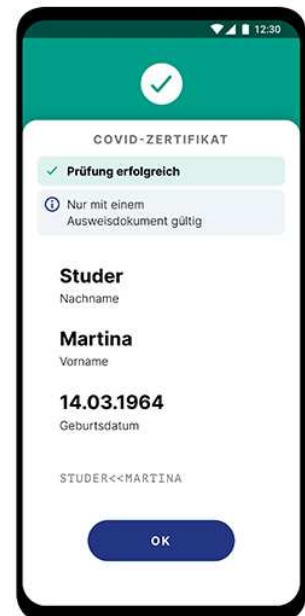 12:30
COVID-ZERTIFIKAT
Prüfung erfolgreich
Nur mit einem
Ausweisdokument gültig
Studer
Nachname
Martina
Vorname
14.03.1964
Geburtsdatum
STUDER<<MARTINA
OK